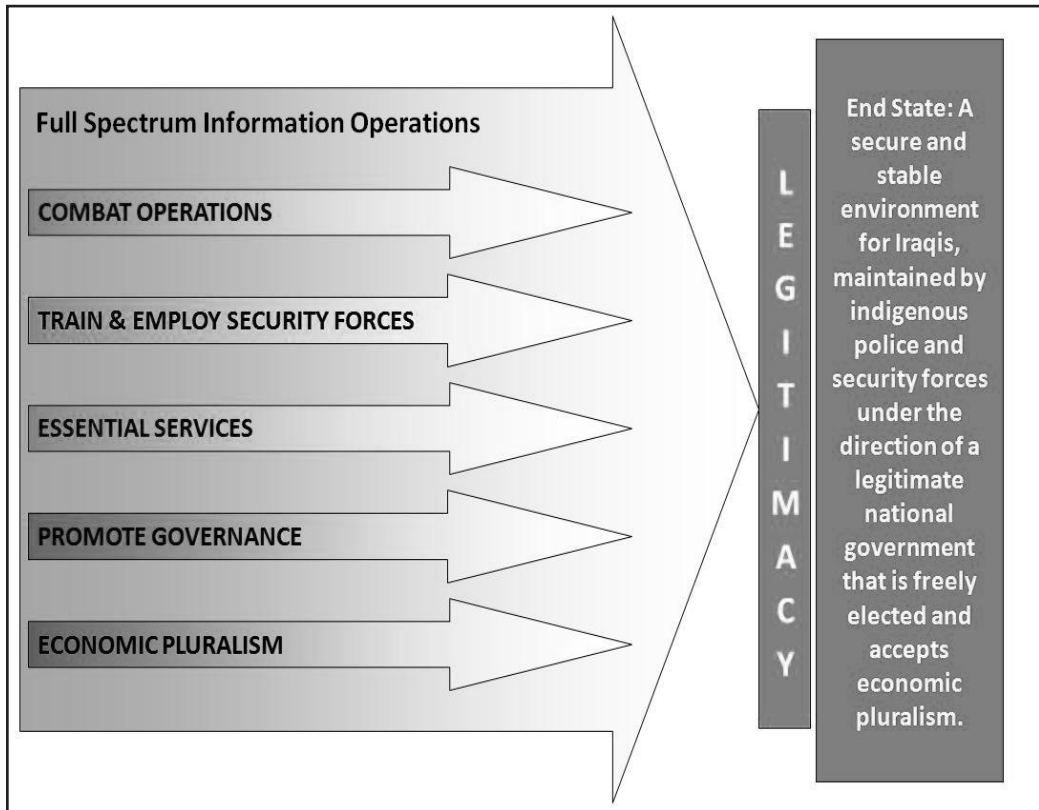 Full Spectrum Information Operations
COMBAT OPERATIONS
TRAIN & EMPLOY SECURITY FORCES
ESSENTIAL SERVICES
PROMOTE GOVERNANCE
ECONOMIC PLURALISM
LEGITIMACY
End State: A
secure and
stable
environment
for Iraqis,
maintained by
indigenous
police and
security forces
under the
direction of a
legitimate
national
government
that is freely
elected and
accepts
economic
pluralism.